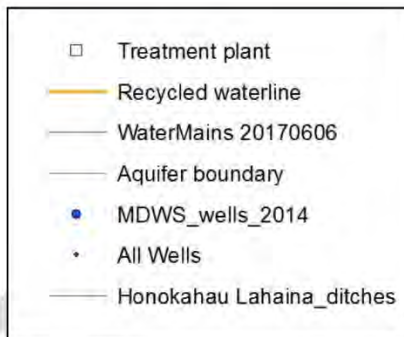 Treatment plant
Recycled waterline
WaterMains 20170606
Aquifer boundary
MDWS_wells_2014
All Wells
Honokahau Lahaina_ditches